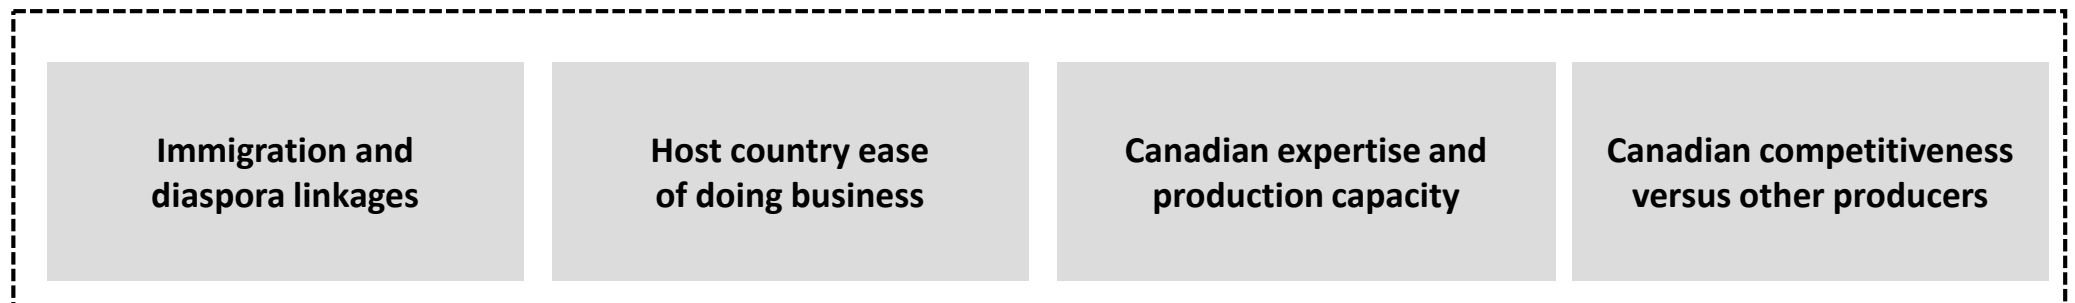 Immigration and
diaspora linkages
Host country ease
of doing business
Canadian expertise and
production capacity
Canadian competitiveness
versus other producers